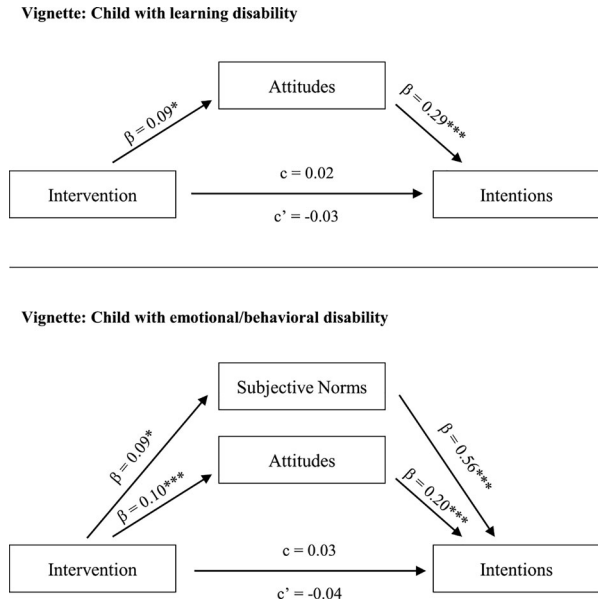 Vignette: Child with learning disability
Attitudes
β = 0.09*
β = 0.29***
c = 0.02
Intervention
Intentions
c’ = -0.03
Vignette: Child with emotional/behavioral disability
Subjective Norms
β = 0.09*
β = 0.56***
Attitudes
β = 0.10***
β = 0.20***
c = 0.03
Intervention
Intentions
c’ = -0.04